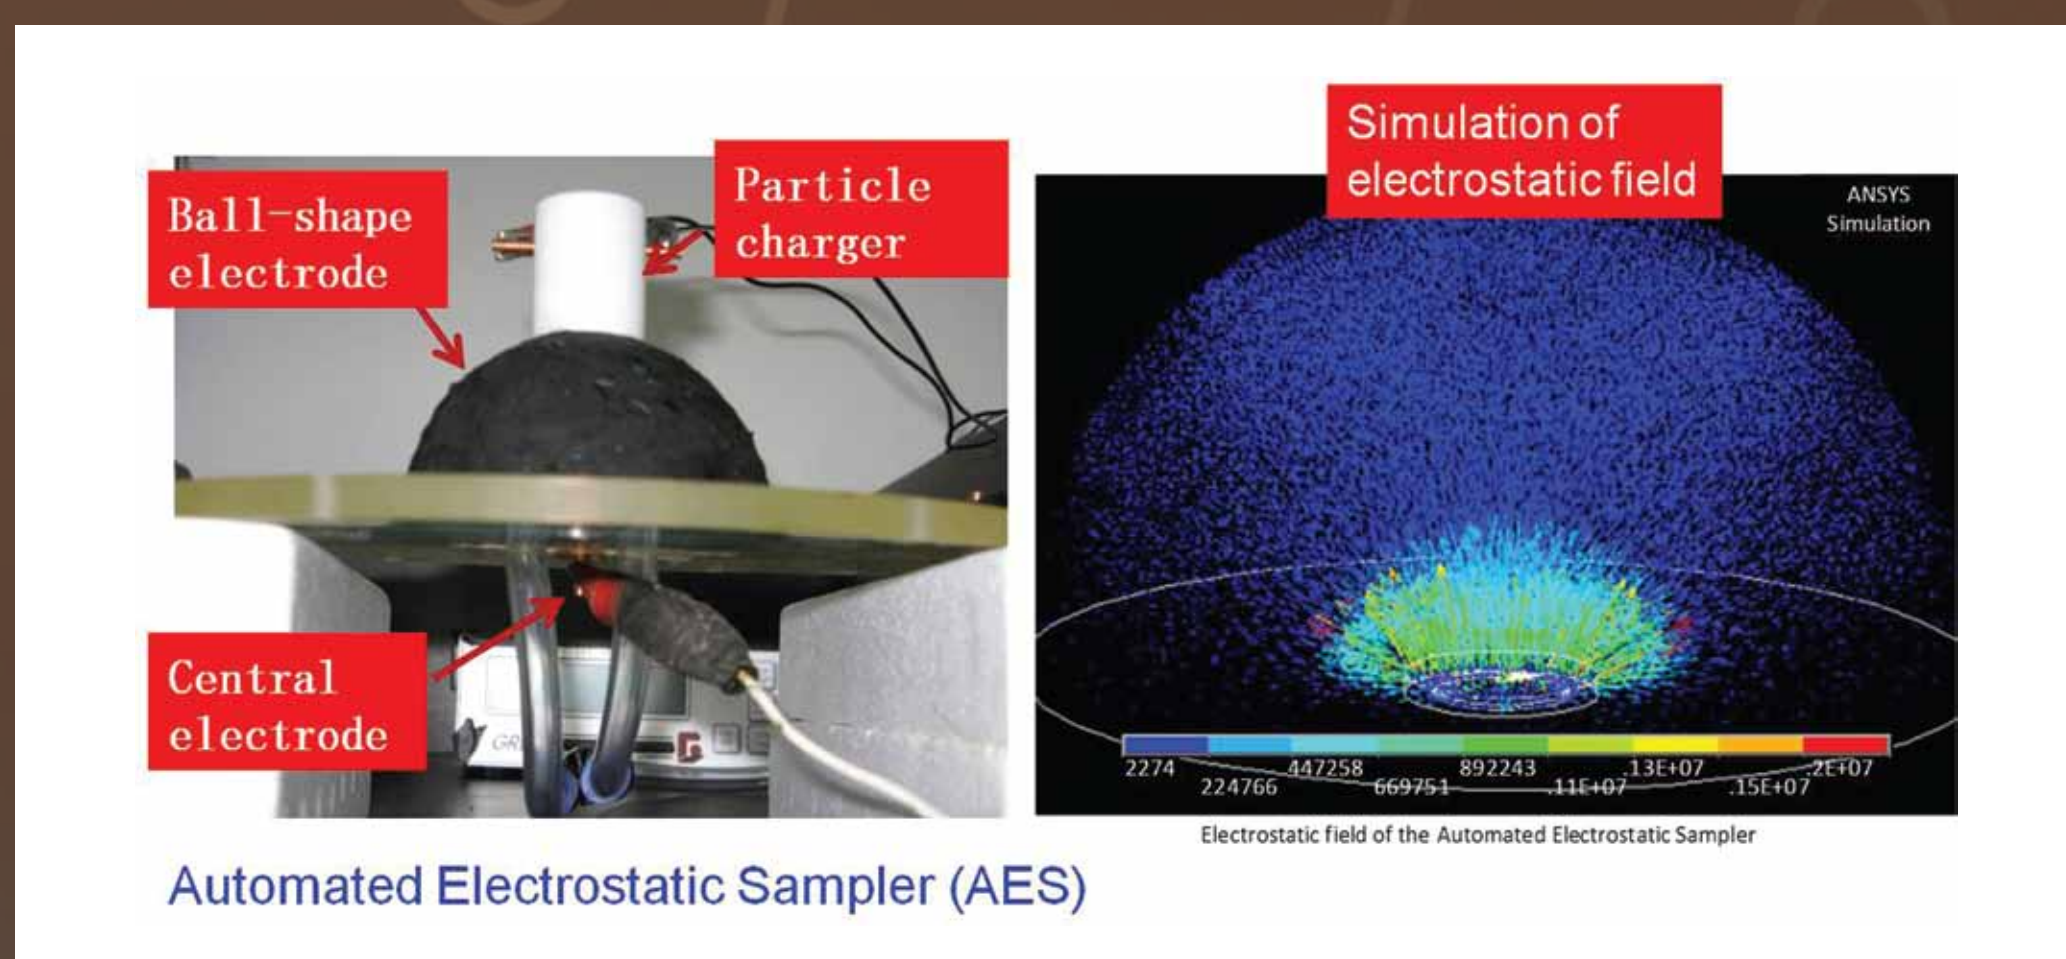 Ball-shape
electrode
Particle
charger
Central
electrode
Simulation of
electrostatic field
ANSYS
Simulation
2274
224766
447258
669751
892243
.11E+07
.13E+07
.15E+07
.2E+07
Electrostatic field of the Automated Electrostatic Sampler
Automated Electrostatic Sampler (AES)